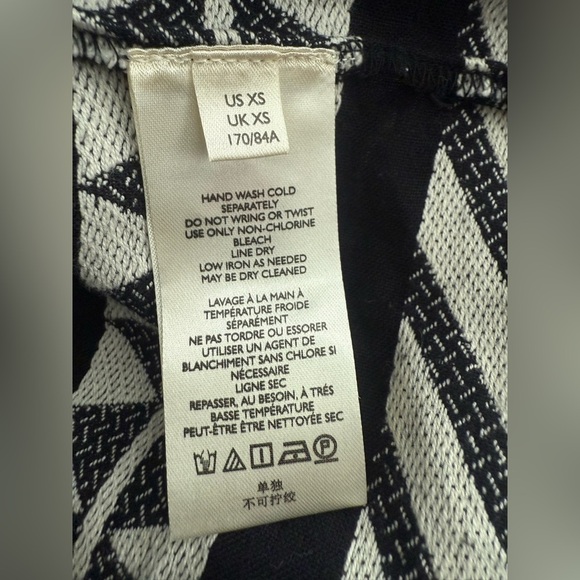 US XS
UK XS
170/84A
HAND WASH COLD
SEPARATELY
DO NOT WRING OR TWIST
USE ONLY NON-CHLORINE
BLEACH
LINE DRY
LOW IRON AS NEEDED
MAY BE DRY CLEANED
LAVAGE À LA MAIN À
TEMPÉRATURE FROIDE
SÉPARÉMENT
NE PAS TORDRE OU ESSORER
UTILISER UN AGENT DE
BLANCHIMENT SANS CHLORE SI
NÉCESSAIRE
LIGNE SEC
REPASSER, AU BESOIN, À TRÉS
BASSE TEMPÉRATURE
PEUT-ÊTRE ÊTRE NETTOYÉE SEC
P
单独
不可拧绞